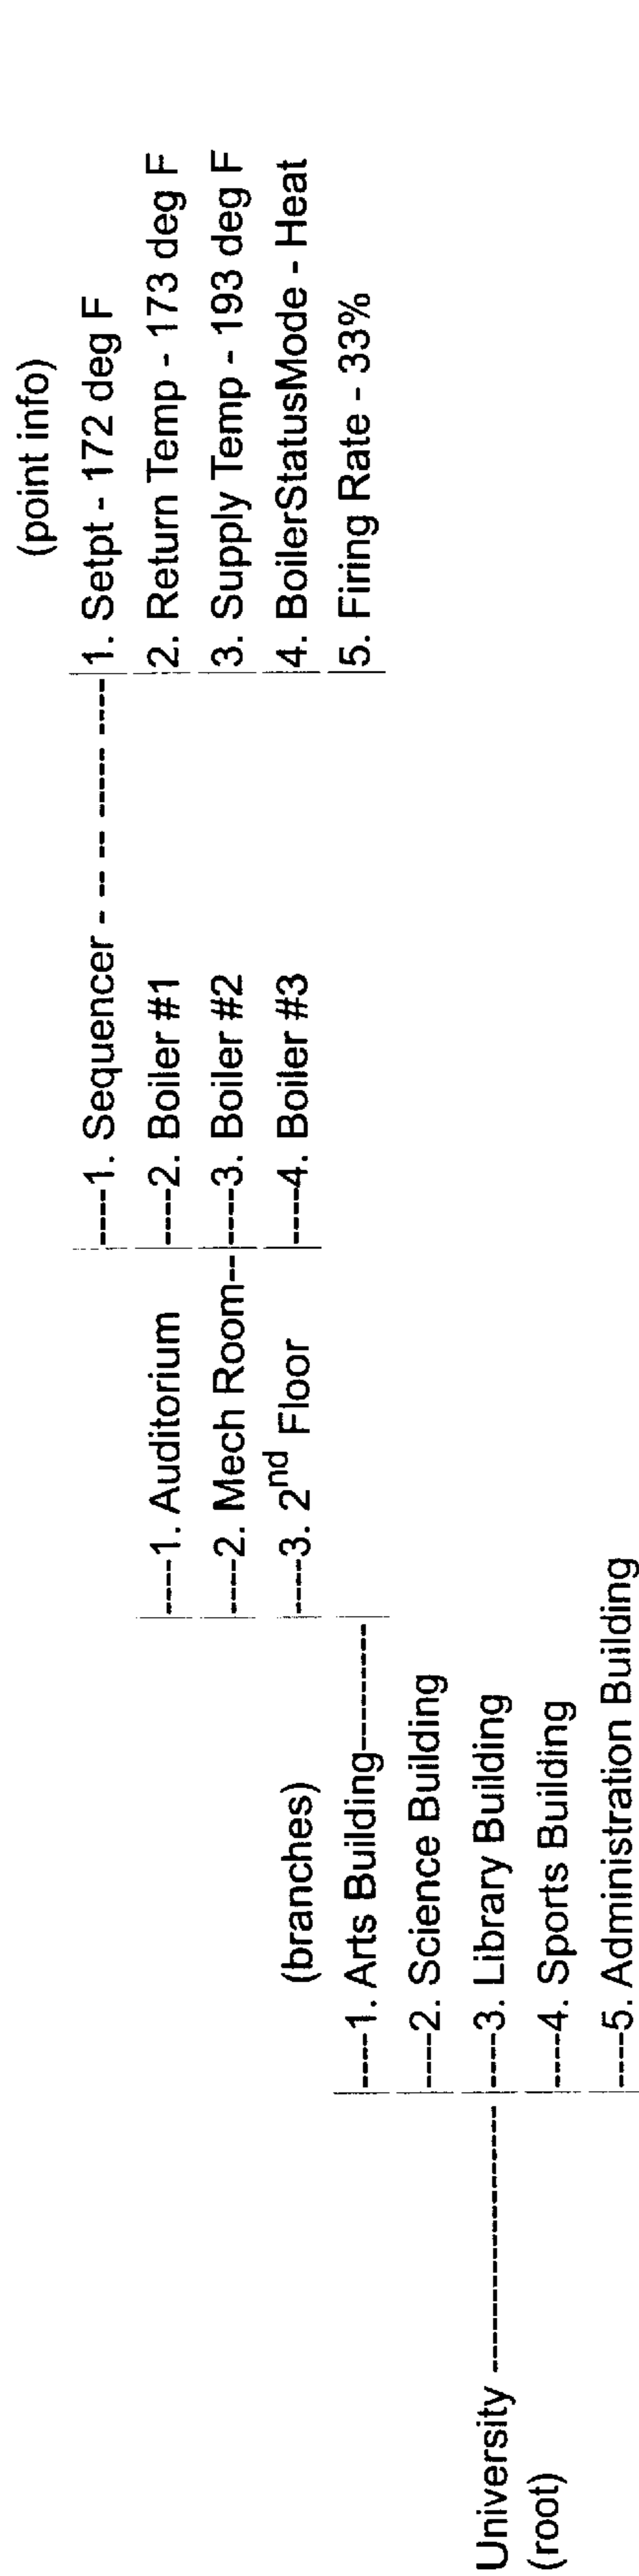 (point info)
----1. Sequencer - -- -- ----- ---- 1. Setpt - 172 deg F
----1. Auditorium ----2. Boiler #1 2. Return Temp - 173 deg F
----2. Mech Room-- ----3. Boiler #2 3. Supply Temp - 193 deg F
(branches) ----3. 2nd Floor ----4. Boiler #3 4. BoilerStatusMode - Heat
----1. Arts Building---------- 5. Firing Rate - 33%
----2. Science Building
University ---------------------- ----3. Library Building
(root) ----4. Sports Building
----5. Administration Building